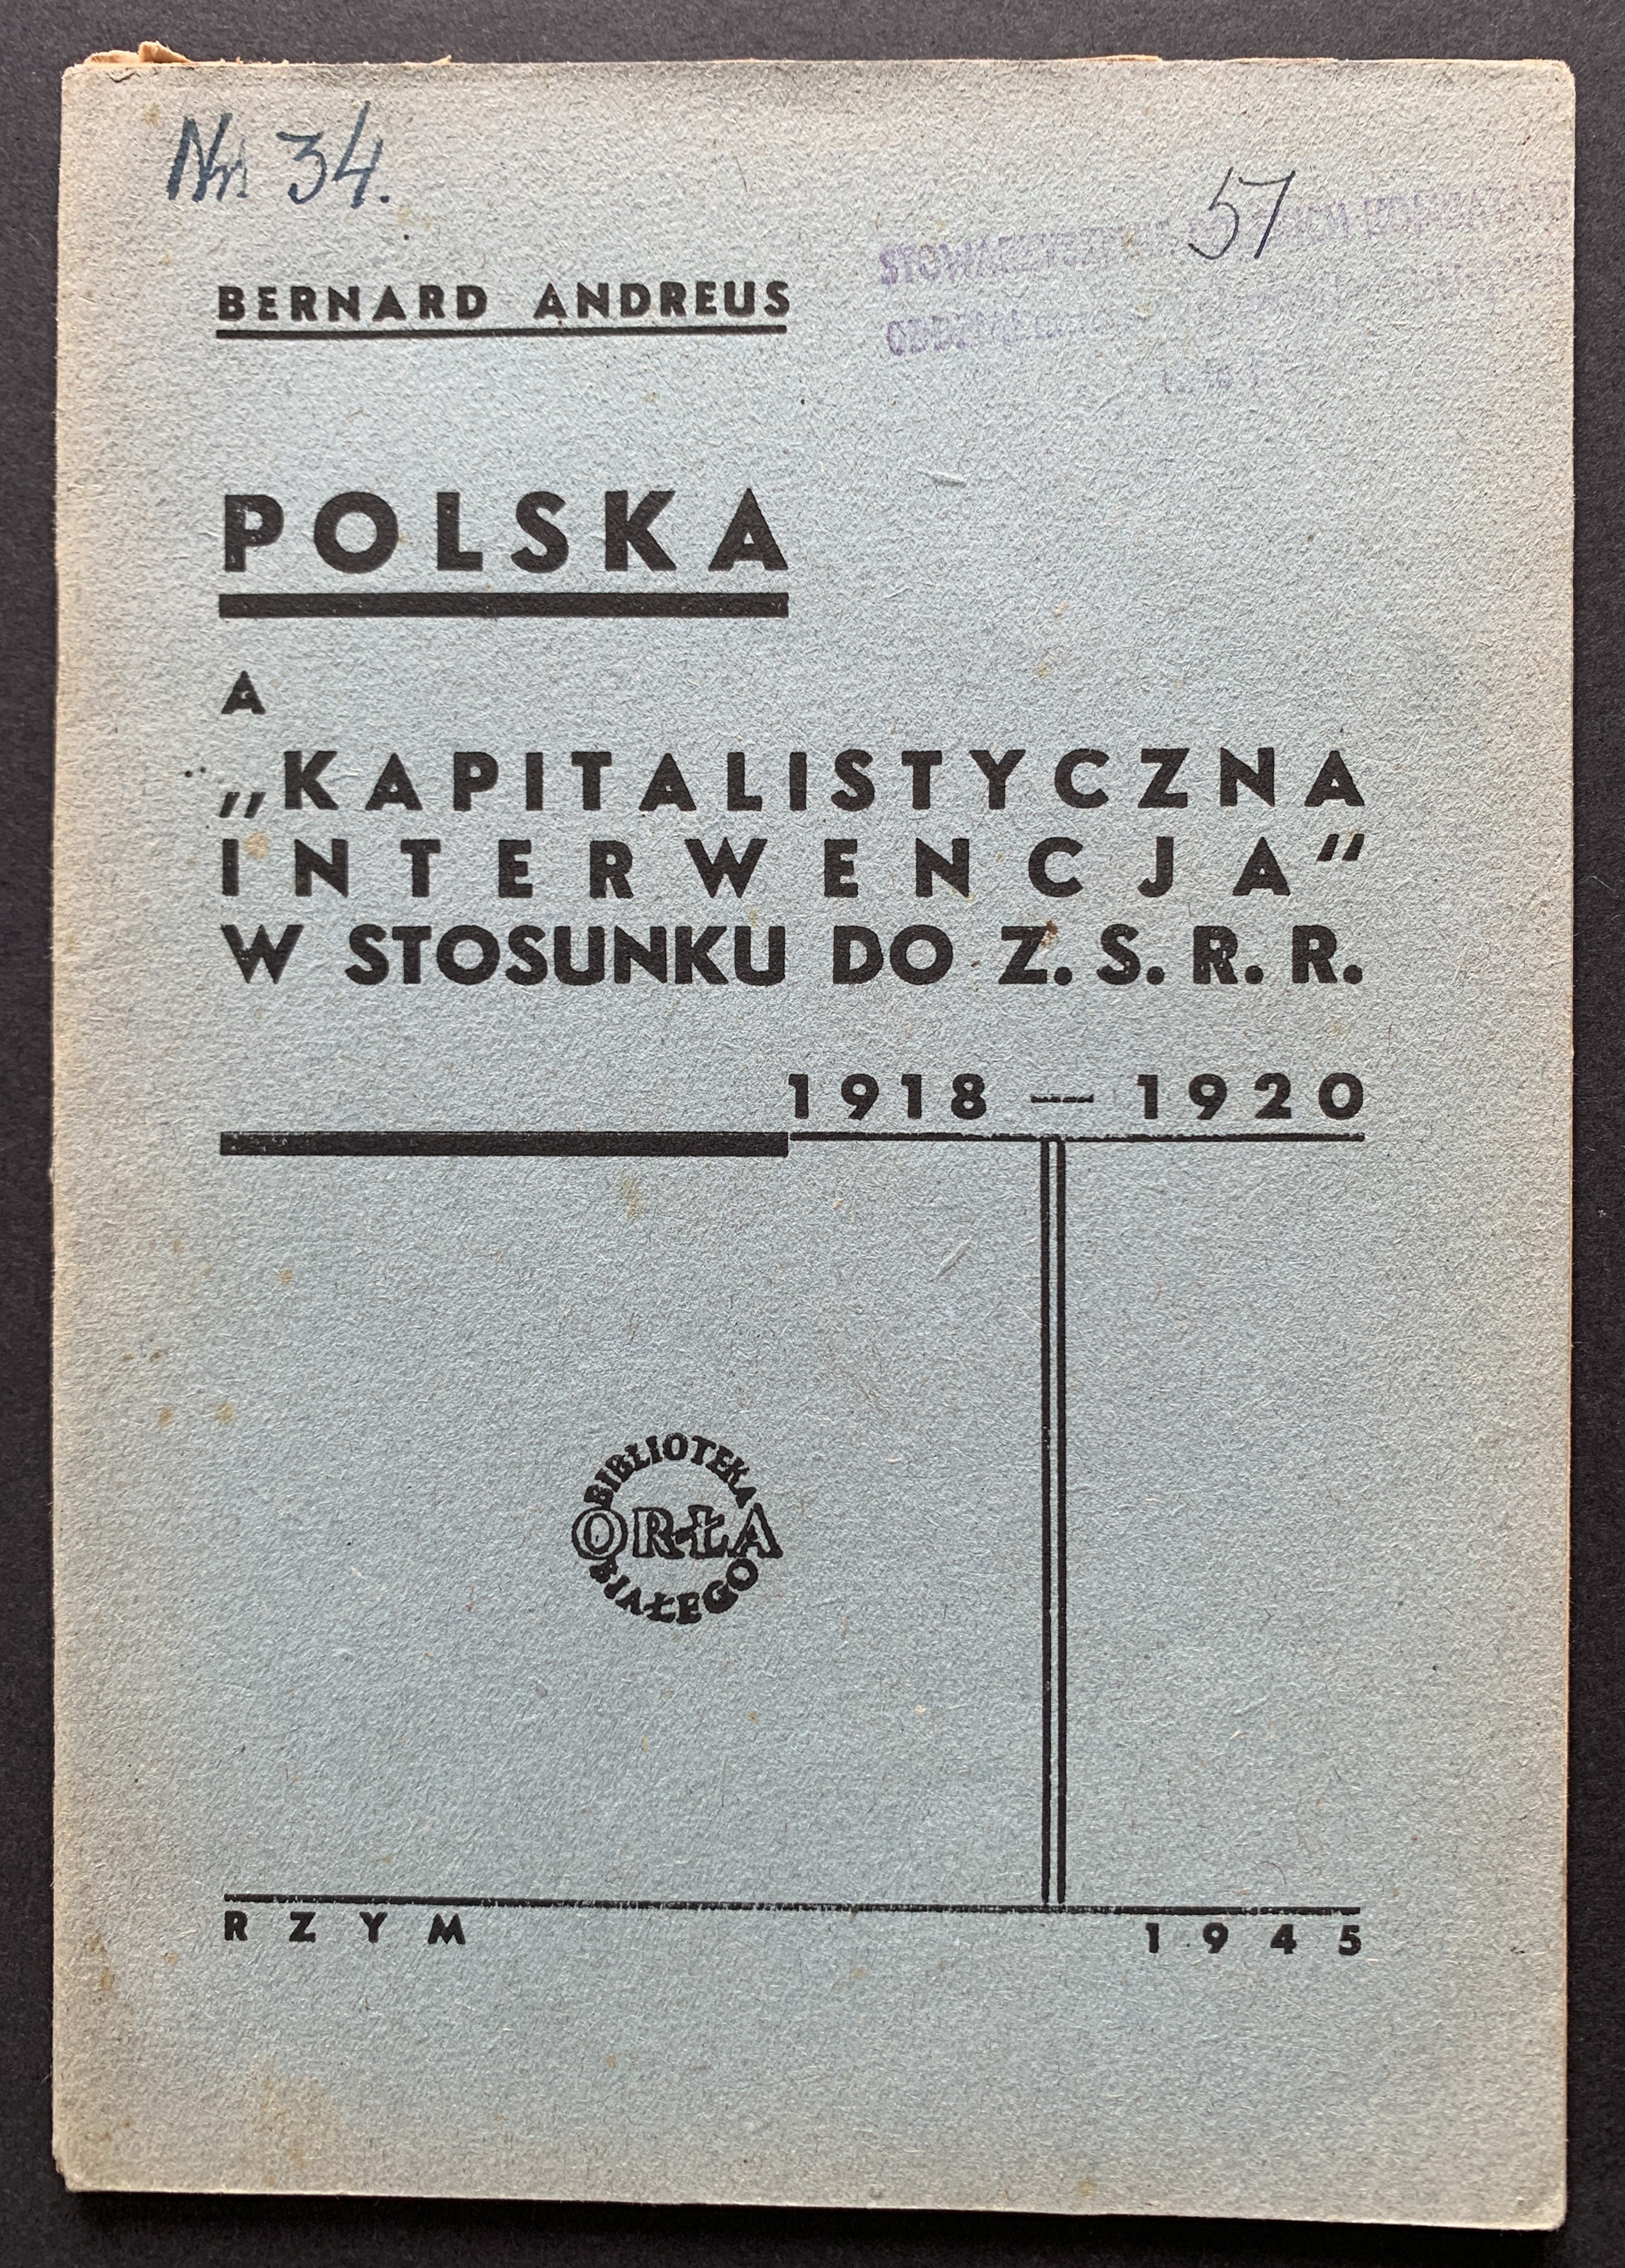 Nr. 34.
57
BERNARD ANDREUS
POLSKA
A
„KAPITALISTYCZNA
INTERWENCJA“
W STOSUNKU DO Z. S. R. R.
1918 — 1920
BIBLIOTEKA
ORŁA
BIAŁEGO
RZYM 1945